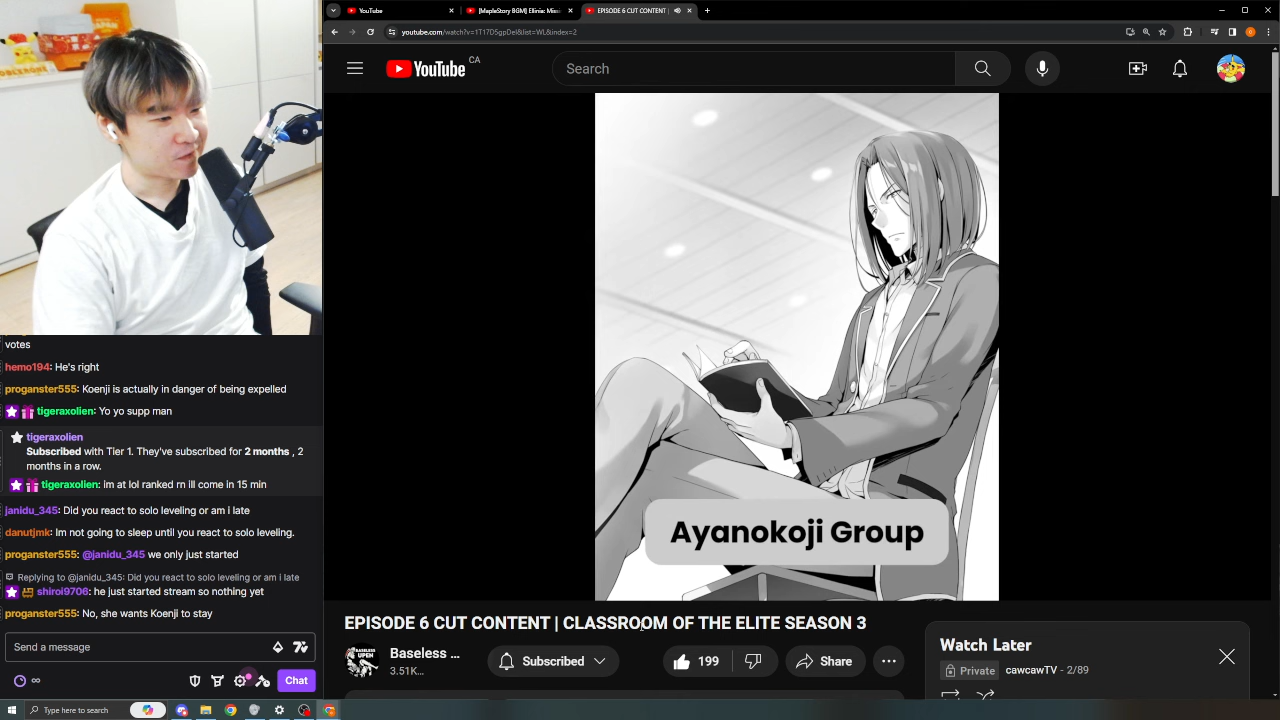 YouTube
[MapleStory BGM] Ellinia: Missi
EPISODE 6 CUT CONTENT |
youtube.com/watch?v=1T17D5gpDeI&list=WL&index=2
YouTube CA
Search
Ayanokoji Group
EPISODE 6 CUT CONTENT | CLASSROOM OF THE ELITE SEASON 3
Baseless ...
3.51K...
Subscribed
199
Share
Watch Later
Private
cawcawTV - 2/89
votes
hemo194: He's right
proganster555: Koenji is actually in danger of being expelled
tigeraxolien: Yo yo supp man
tigeraxolien
Subscribed with Tier 1. They've subscribed for 2 months , 2
months in a row.
tigeraxolien: im at lol ranked rn ill come in 15 min
janidu_345: Did you react to solo leveling or am i late
danutjmk: Im not going to sleep until you react to solo leveling.
proganster555: @janidu_345 we only just started
Replying to @janidu_345: Did you react to solo leveling or am i late
shiroi9706: he just started stream so nothing yet
proganster555: No, she wants Koenji to stay
Send a message
Chat
Type here to search